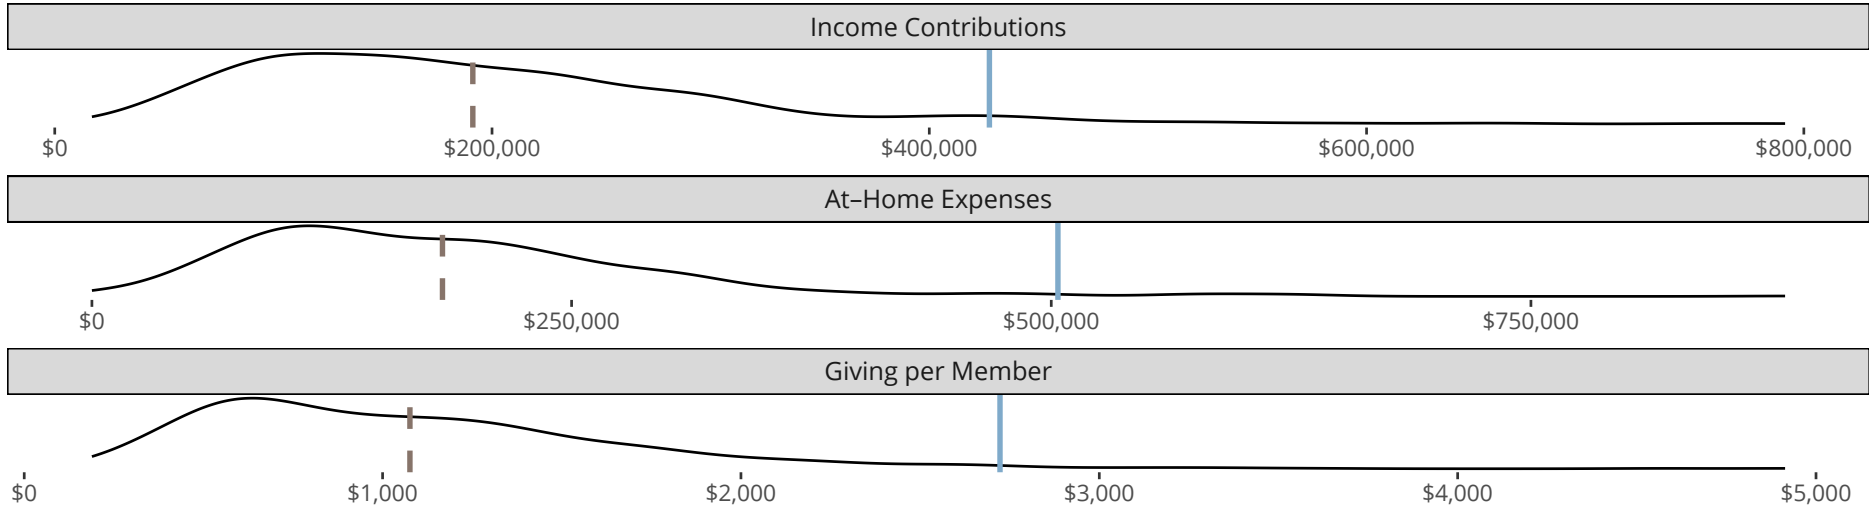 Income Contributions
$0 $200,000 $400,000 $600,000 $800,000
At–Home Expenses
$0 $250,000 $500,000 $750,000
Giving per Member
$0 $1,000 $2,000 $3,000 $4,000 $5,000